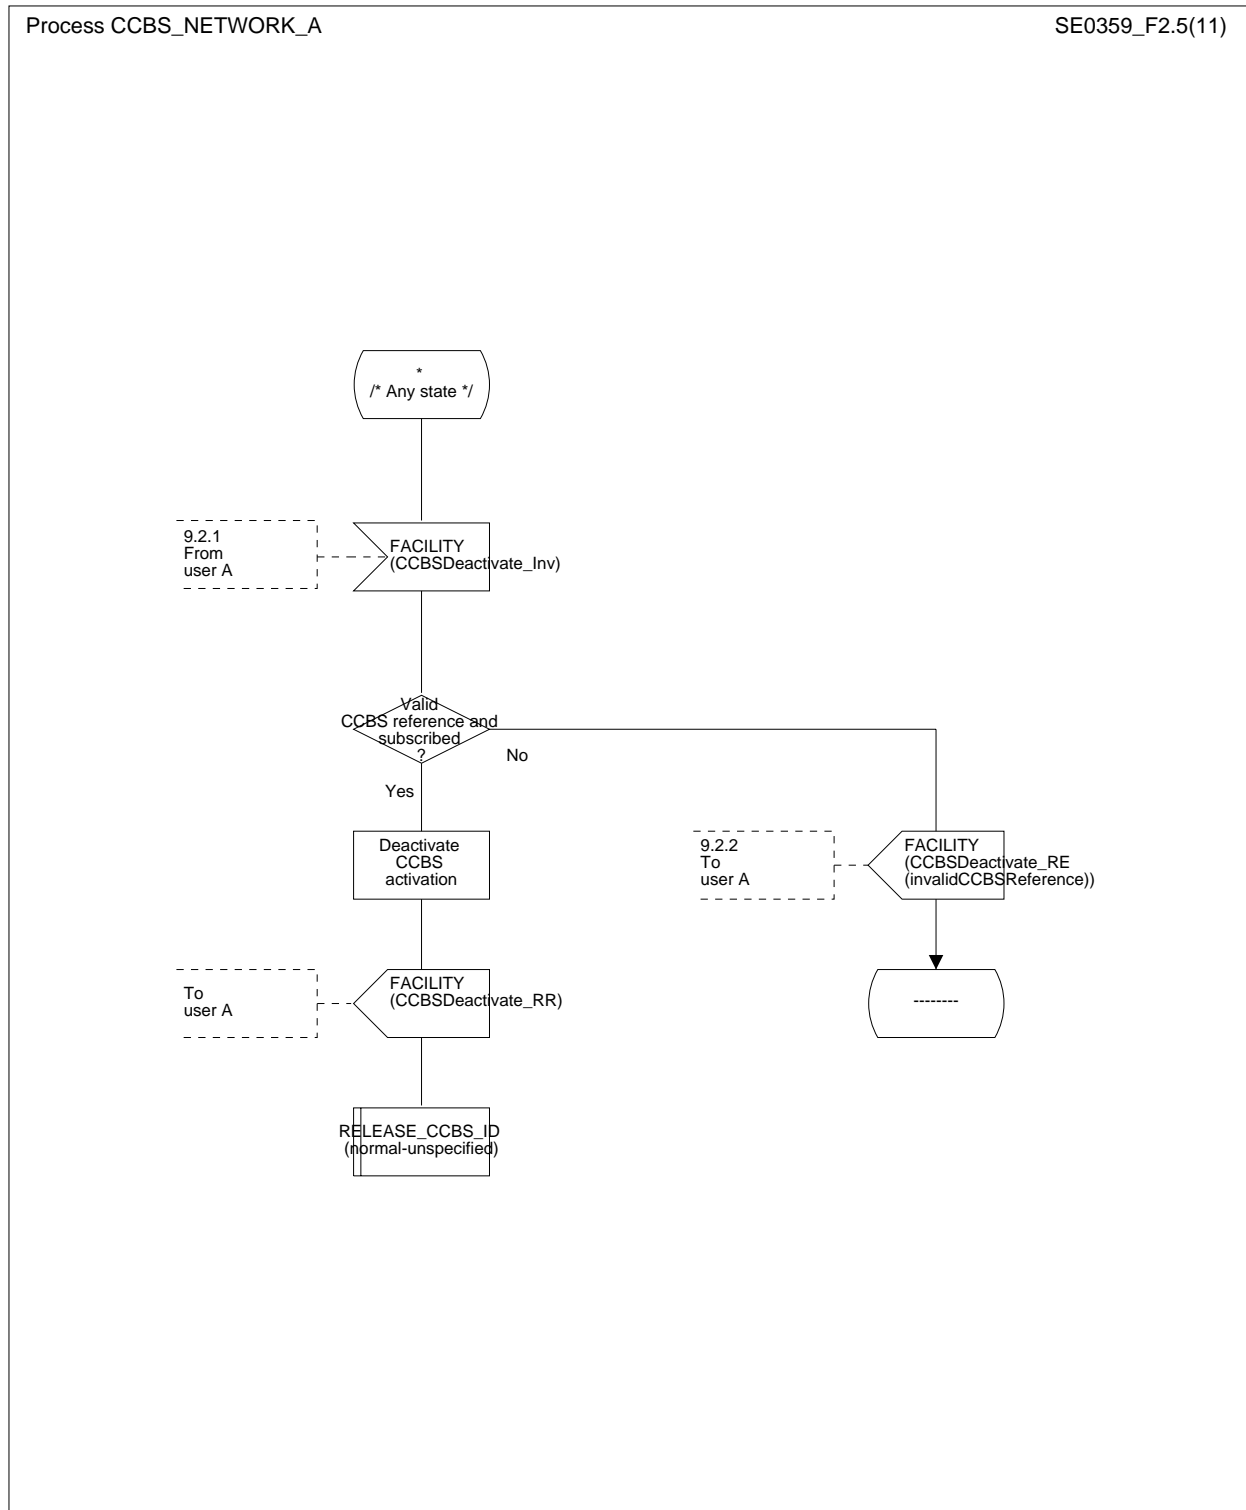 Process CCBS_NETWORK_A
SE0359_F2.5(11)
*
/* Any state */
9.2.1
From
user A
FACILITY
(CCBSDeactivate_Inv)
Valid
CCBS reference and
subscribed
?
No
Yes
Deactivate
CCBS
activation
9.2.2
To
user A
FACILITY
(CCBSDeactivate_RE
(invalidCCBSReference))
To
user A
FACILITY
(CCBSDeactivate_RR)
--------
RELEASE_CCBS_ID
(normal-unspecified)